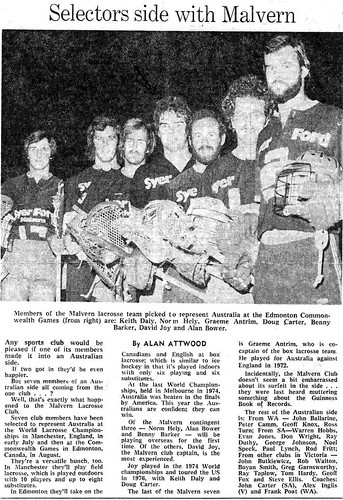 Selectors side with Malvern
Syer Ford
Syer
Syer
Ford
Members of the Malvern lacrosse team picked to represent Australia at the Edmonton Common-
wealth Games (from right) are: Keith Daly, Norm Hely, Graeme Antrim, Doug Carter, Benny
Barker, David Joy and Alan Bower.
Any sports club would be
pleased if one of its members
made it into an Australian
side.
If two got in they'd be even
happier.
But seven members of an Aus-
tralian side all coming from the
one club . . . ?
Well, that's exactly what hap-
pened to the Malvern Lacrosse
Club.
Seven club members have been
selected to represent Australia at
the World Lacrosse Champion-
ships in Manchester, England, in
early July and then at the Com-
monwealth Games in Edmonton,
Canada, in August.
They're a versatile bunch, too.
In Manchester they'll play field
lacrosse, which is played outdoors
with 10 players and up to eight
substitutes.
In Edmonton they'll take on the
By ALAN ATTWOOD
Canadians and English at box
lacrosse; which is similar to ice
hockey in that it's played indoors
with only six playing and six
substitutes.
At the last World Champion-
ships, held in Melbourne in 1974,
Australia was beaten in the finals
by America. This year the Aus-
tralians are confident they can
win.
Of the Malvern contingent
three — Norm Hely, Alan Bower
and Benny Barker — will be
playing overseas for the first
time. Of the others, David Joy,
the Malvern club captain, is the
most experienced.
Joy played in the 1974 World
championships and toured the US
in 1976, with Keith Daly and
Doug Carter.
The last of the Malvern seven
is Graeme Antrim, who is co-
captain of the box lacrosse team.
He played for Australia against
England in 1972.
Incidentally, the Malvern Club
doesn't seem a bit embarrassed
about its surfeit in the side . . .
they were last heard muttering
something about the Guinness
Book of Records.
The rest of the Australian side
is: From WA — John Ballarine,
Peter Camm, Geoff Knox, Ross
Turn; From SA—Warren Hobbs,
Evan Jones, Don Wright, Ray
Duthy, George Johnson, Noel
Speck, Paul Lynch, Rod Fritt;
From other clubs in Victoria —
John Butkiewicz, Rob Walton,
Boyan Smith, Greg Garnsworthy,
Ray Taplow, Tom Hardy, Geoff
Fox and Steve Ellis. Coaches:
John Carter (SA), Alex Inglis
(V) and Frank Poat (WA).